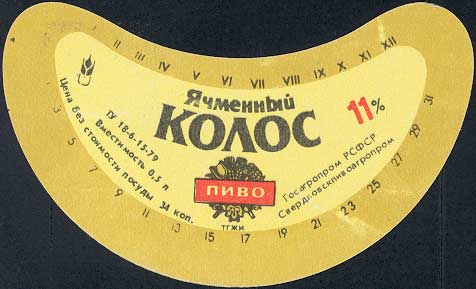 I II III IV V VI VII VIII IX X XI XII
Ячменный
КОЛОС
11%
ГУ 18-6-15-79
Вместимость 0,5 л
Цена без стоимости посуды 34 коп.
ПИВО
Госагропром РСФСР
Свердловскпивоагропром
ТГЖИ
3 5 7 9 11 13 15 17 19 21 23 25 27 29 31